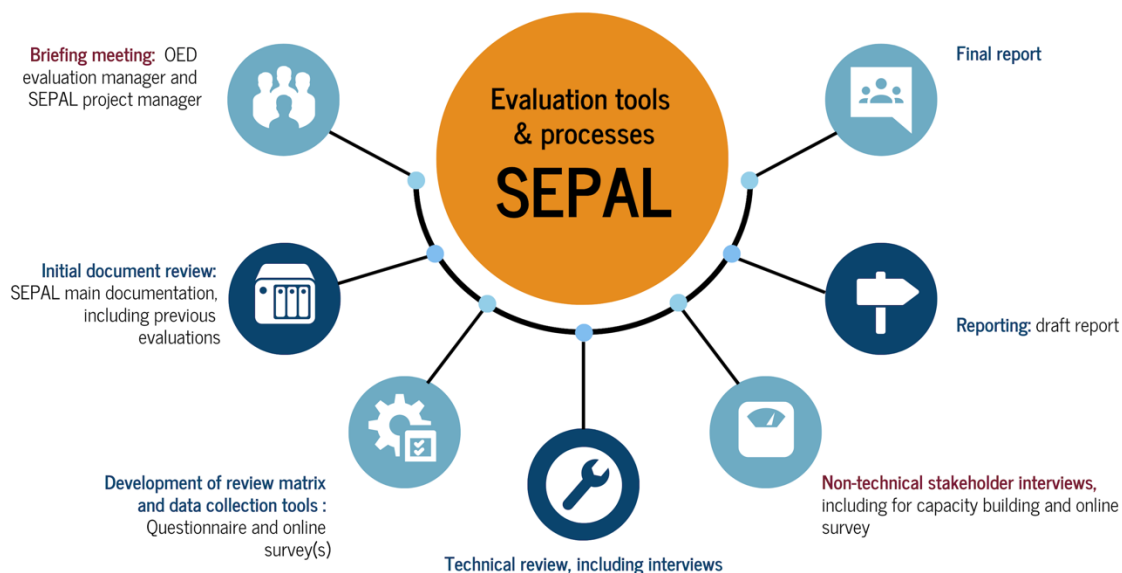 Evaluation tools
& processes
SEPAL
Briefing meeting: OED
evaluation manager and
SEPAL project manager
Initial document review:
SEPAL main documentation,
including previous
evaluations
Development of review matrix
and data collection tools :
Questionnaire and online
survey(s)
Technical review, including interviews
Non-technical stakeholder interviews,
including for capacity building and online
survey
Reporting: draft report
Final report